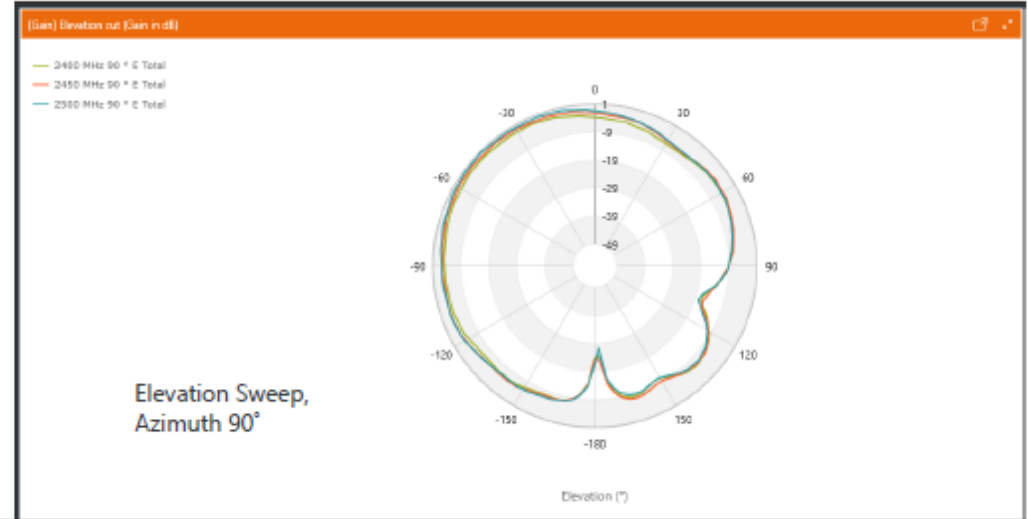 [Gain] Elevation cut (Gain in dB)
2400 MHz 90 ° E Total
2450 MHz 90 ° E Total
2500 MHz 90 ° E Total
0
-30
30
1
-9
-19
-29
-39
-49
-60
60
-90
90
-120
120
-150
150
-180
Elevation Sweep,
Azimuth 90°
Elevation (°)